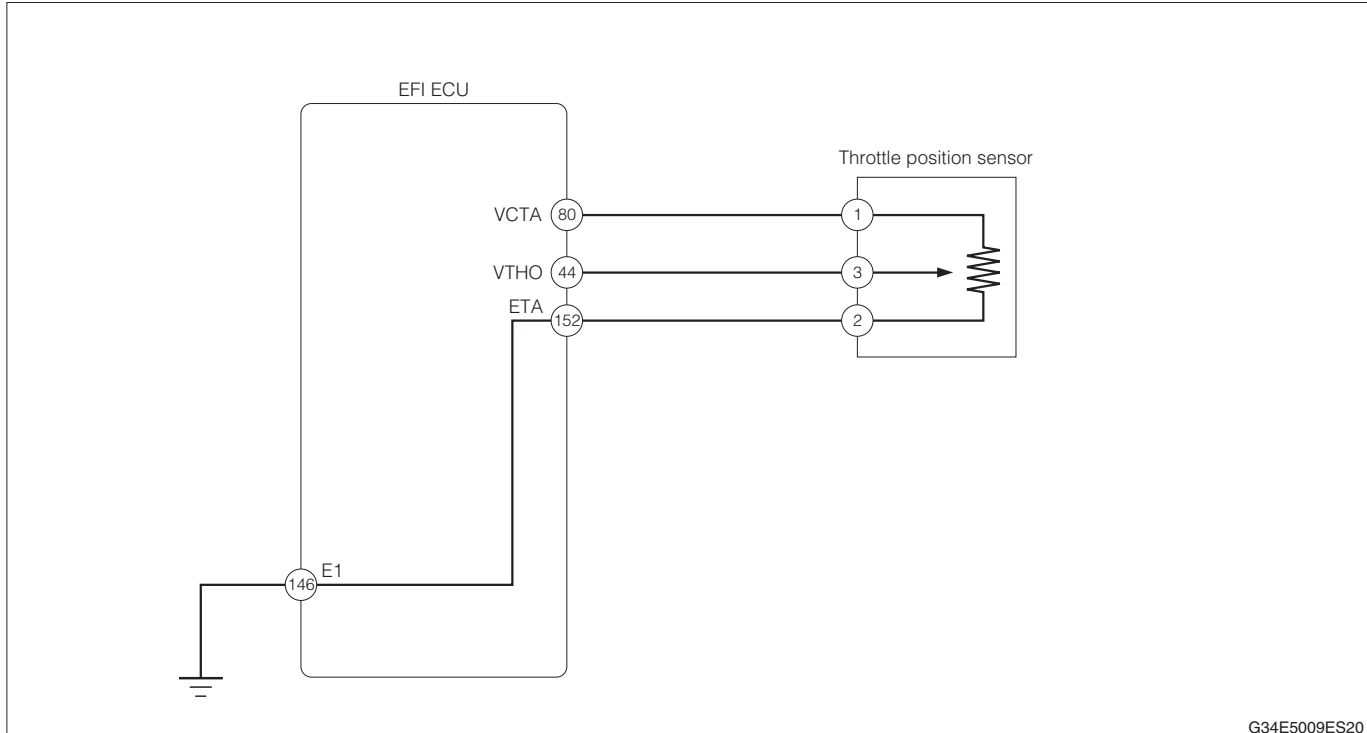 EFI ECU
Throttle position sensor
VCTA 80 1
VTHO 44 3
ETA
152 2
E1
146
G34E5009ES20